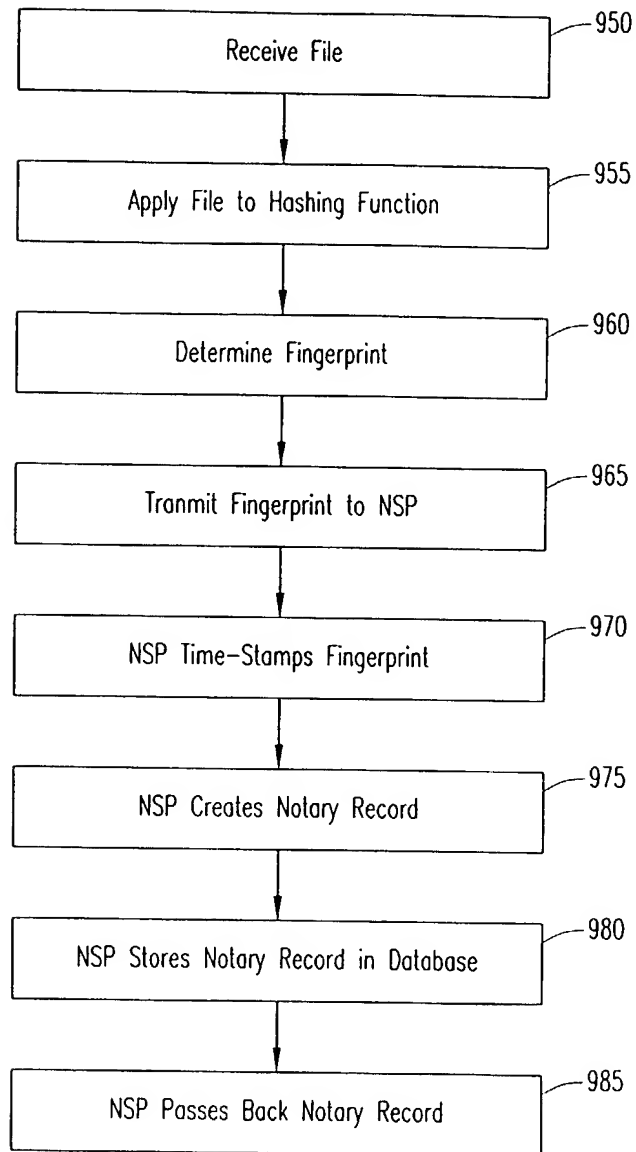 950
Receive File
955
Apply File to Hashing Function
960
Determine Fingerprint
965
Tranmit Fingerprint to NSP
970
NSP Time-Stamps Fingerprint
975
NSP Creates Notary Record
980
NSP Stores Notary Record in Database
985
NSP Passes Back Notary Record